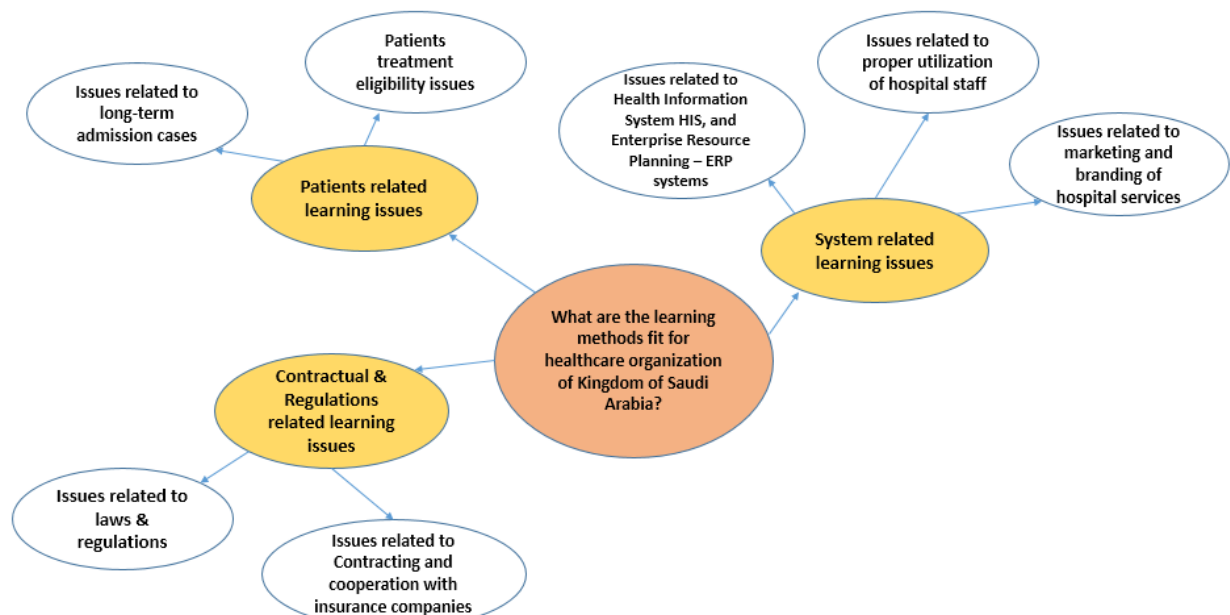 Patients
treatment
eligibility issues
Issues related to
long-term
admission cases
Patients related
learning issues
Issues related to
Health Information
System HIS, and
Enterprise Resource
Planning – ERP
systems
Issues related to
proper utilization
of hospital staff
Issues related to
marketing and
branding of
hospital services
System related
learning issues
What are the learning
methods fit for
healthcare organization
of Kingdom of Saudi
Arabia?
Contractual &
Regulations
related learning
issues
Issues related to
laws &
regulations
Issues related to
Contracting and
cooperation with
insurance companies